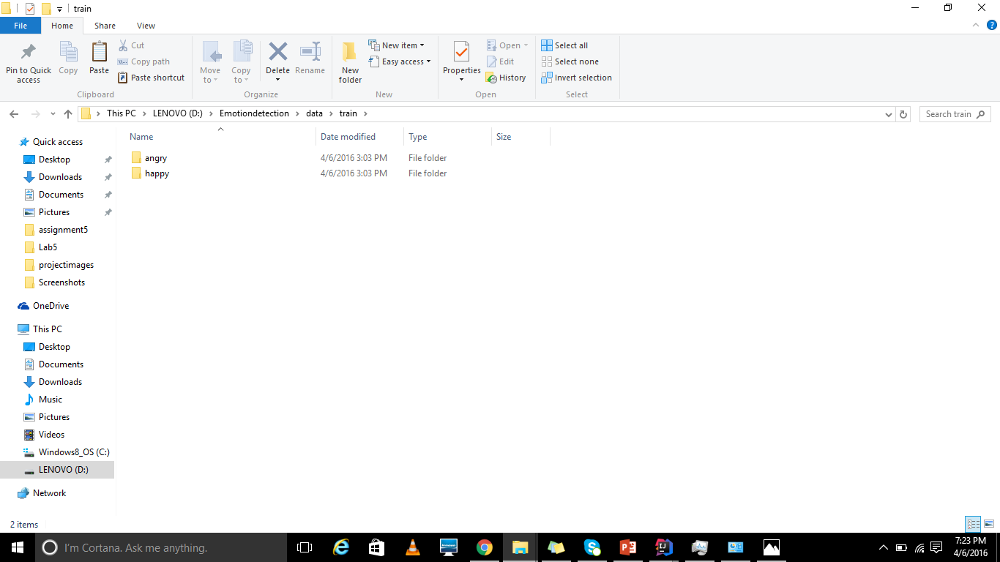 train
File Home Share View
Pin to Quick access
Copy
Paste
Cut
Copy path
Paste shortcut
Clipboard
Move to
Copy to
Delete
Rename
Organize
New folder
New item
Easy access
New
Properties
Open
Edit
History
Open
Select all
Select none
Invert selection
Select
This PC LENOVO (D:) Emotiondetection data train
Search train
Name Date modified Type Size
angry 4/6/2016 3:03 PM File folder
happy 4/6/2016 3:03 PM File folder
Quick access
Desktop
Downloads
Documents
Pictures
assignment5
Lab5
projectimages
Screenshots
OneDrive
This PC
Desktop
Documents
Downloads
Music
Pictures
Videos
Windows8_OS (C:)
LENOVO (D:)
Network
2 items
I'm Cortana. Ask me anything.
7:23 PM
4/6/2016